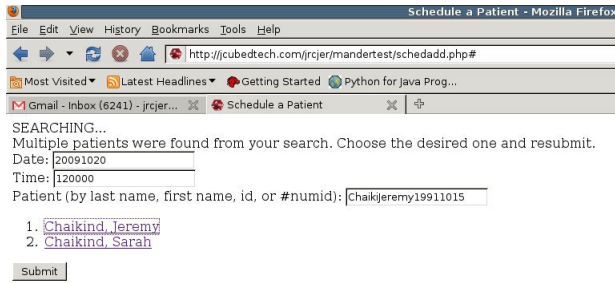 Schedule a Patient - Mozilla Firefox
File Edit View History Bookmarks Tools Help
http://jcubedtech.com/jrcjer/mandertest/schedadd.php#
Most Visited Latest Headlines Getting Started Python for Java Prog...
Gmail - Inbox (6241) - jrcjer... Schedule a Patient
SEARCHING...
Multiple patients were found from your search. Choose the desired one and resubmit.
Date: 20091020
Time: 120000
Patient (by last name, first name, id, or #numid): ChaikiJeremy19911015
1. Chaikind, Jeremy
2. Chaikind, Sarah
Submit